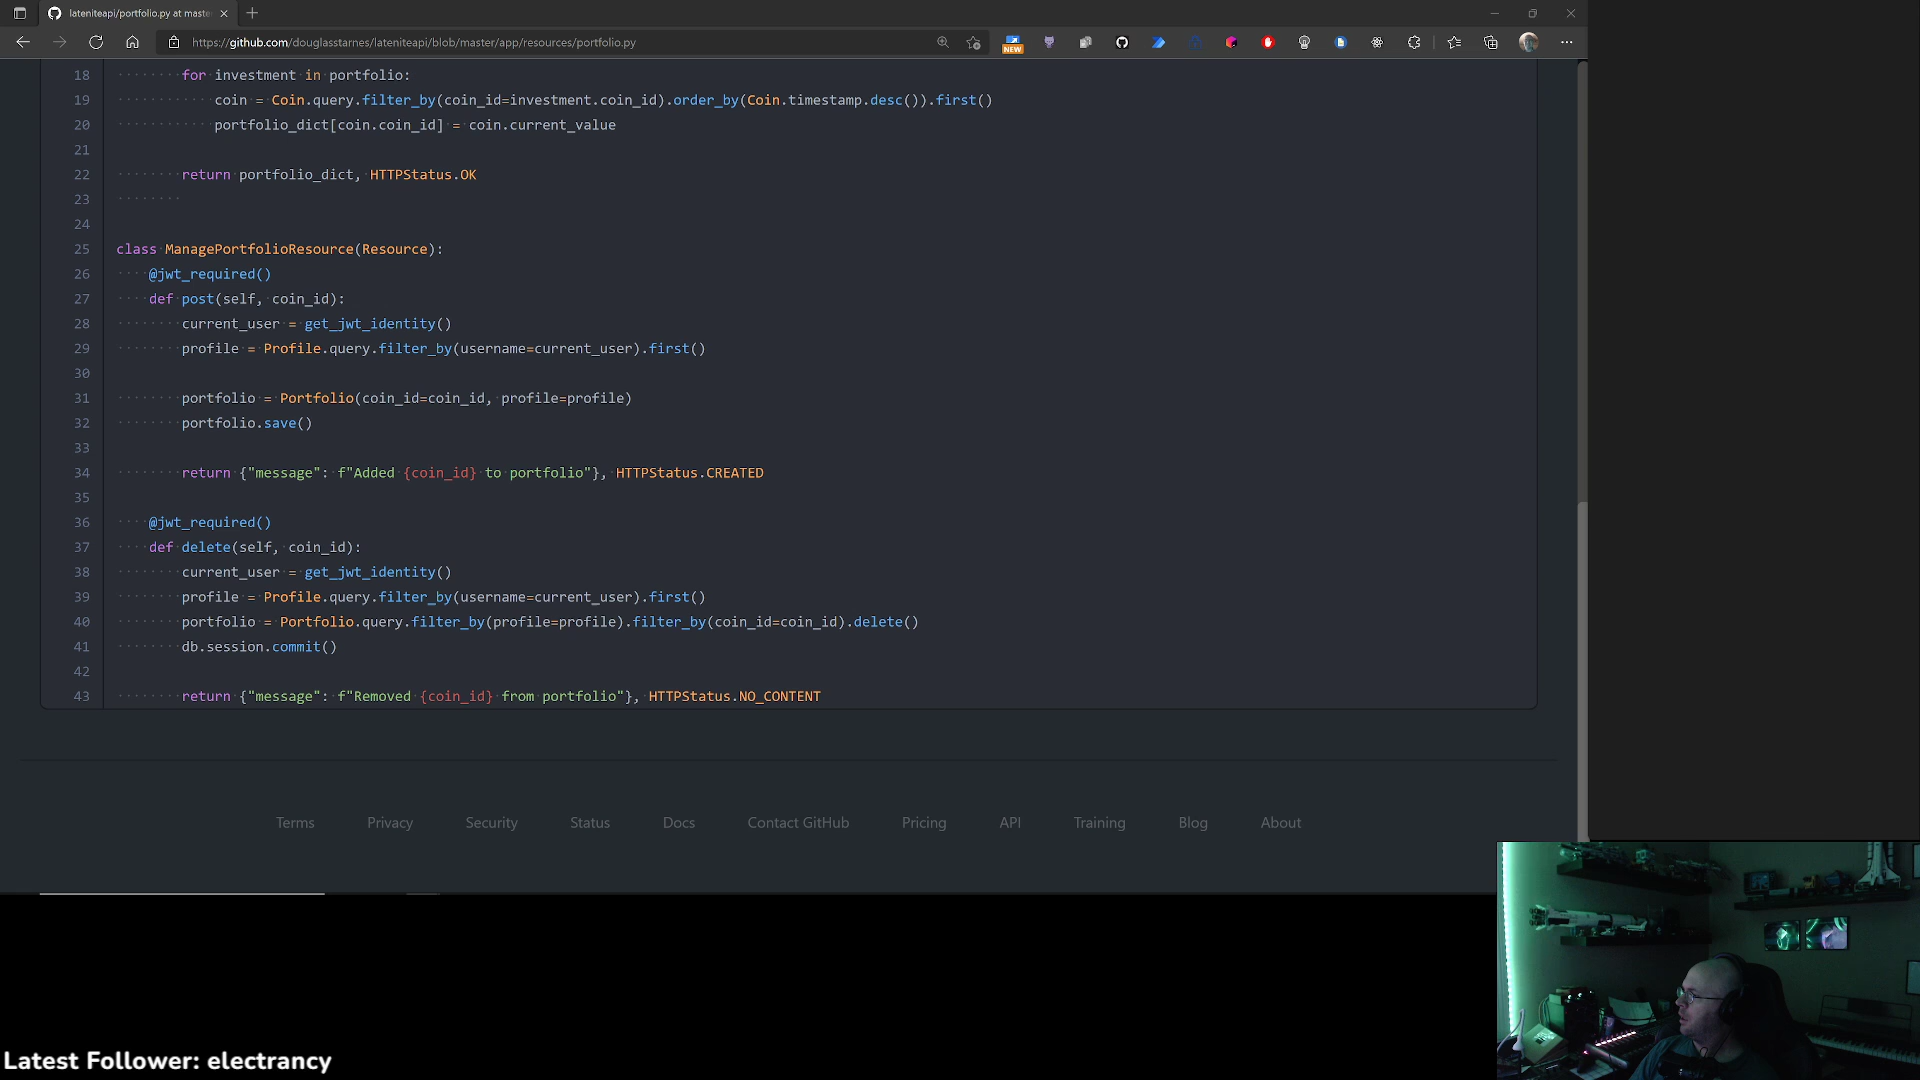 lateniteapi/portfolio.py at maste
https://github.com/douglasstarnes/lateniteapi/blob/master/app/resources/portfolio.py
NEW
18 for investment in portfolio:
19 coin = Coin.query.filter_by(coin_id=investment.coin_id).order_by(Coin.timestamp.desc()).first()
20 portfolio_dict[coin.coin_id] = coin.current_value
21
22 return portfolio_dict, HTTPStatus.OK
23
24
25 class ManagePortfolioResource(Resource):
26 @jwt_required()
27 def post(self, coin_id):
28 current_user = get_jwt_identity()
29 profile = Profile.query.filter_by(username=current_user).first()
30
31 portfolio = Portfolio(coin_id=coin_id, profile=profile)
32 portfolio.save()
33
34 return {"message": f"Added {coin_id} to portfolio"}, HTTPStatus.CREATED
35
36 @jwt_required()
37 def delete(self, coin_id):
38 current_user = get_jwt_identity()
39 profile = Profile.query.filter_by(username=current_user).first()
40 portfolio = Portfolio.query.filter_by(profile=profile).filter_by(coin_id=coin_id).delete()
41 db.session.commit()
42
43 return {"message": f"Removed {coin_id} from portfolio"}, HTTPStatus.NO_CONTENT
Terms Privacy Security Status Docs Contact GitHub Pricing API Training Blog About
Latest Follower: electrancy